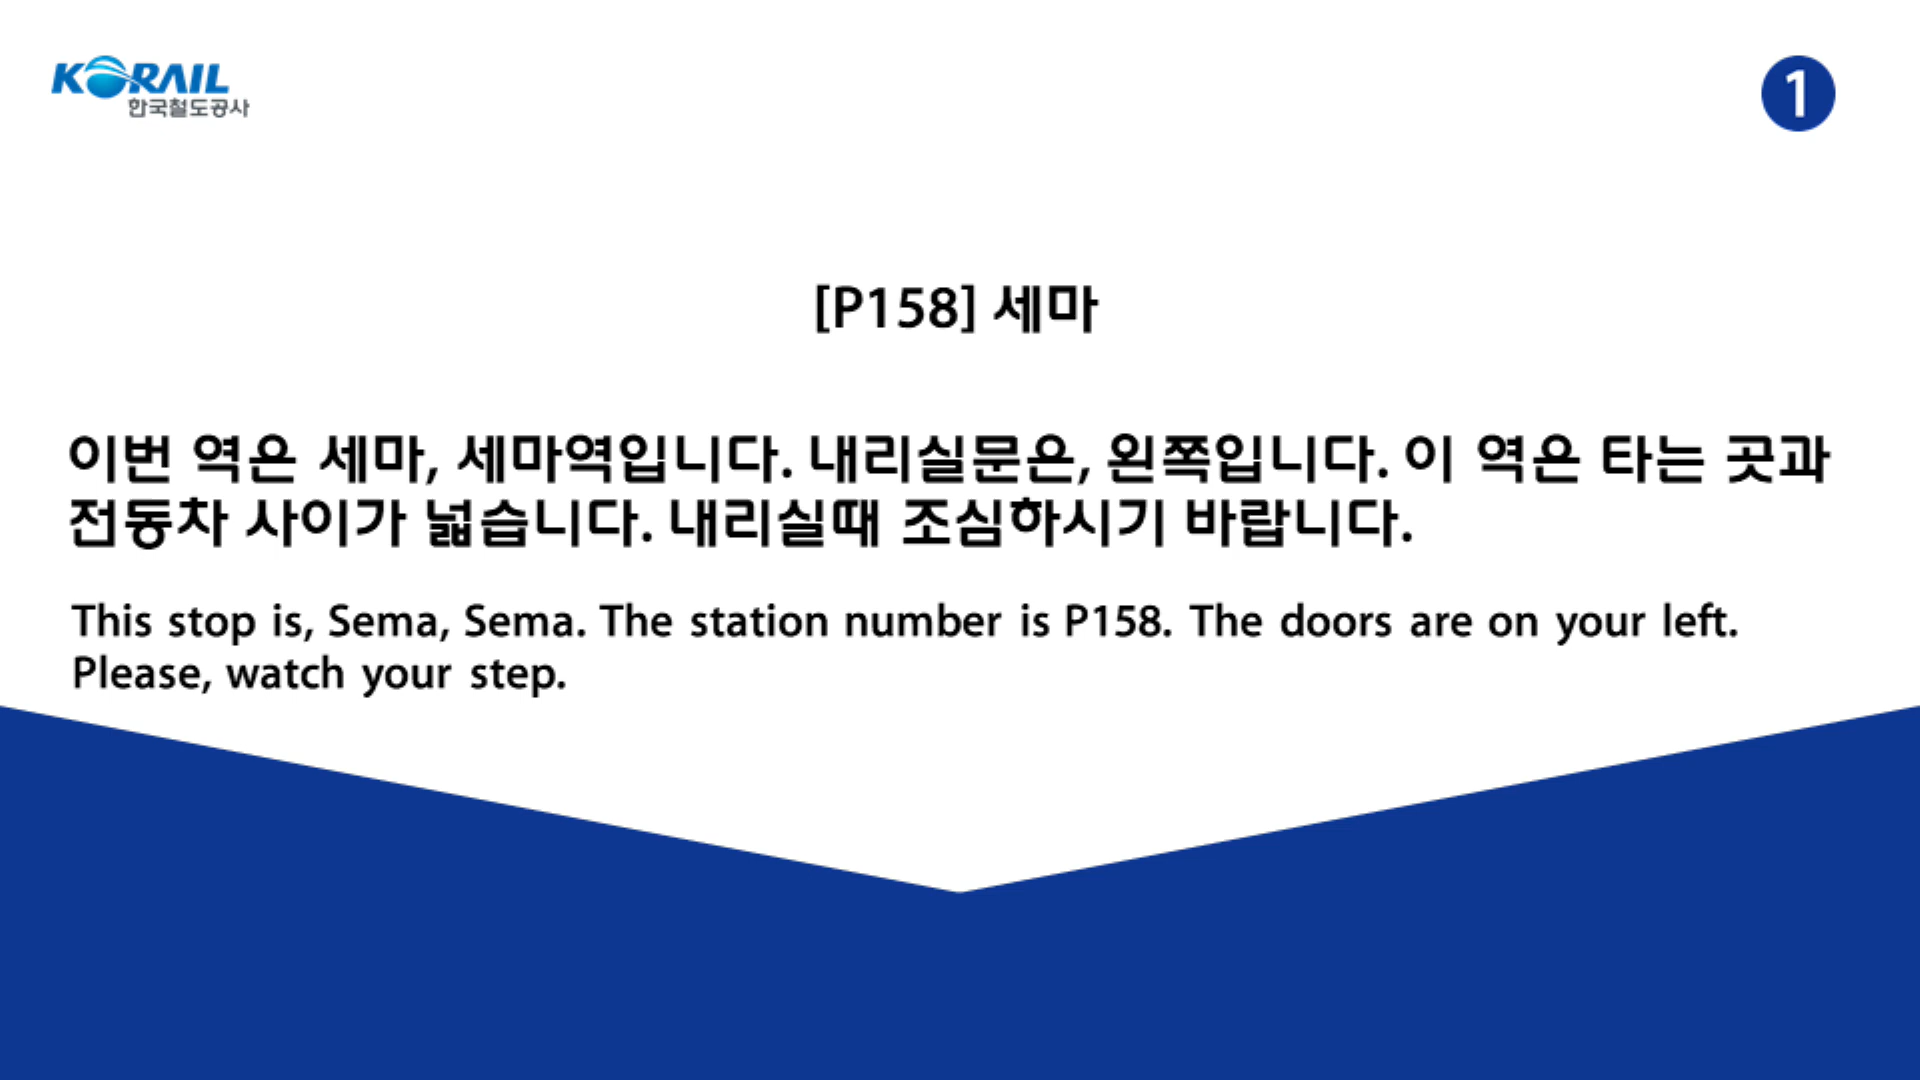 KORAIL
한국철도공사
1
[P158] 세마
이번 역은 세마, 세마역입니다. 내리실문은, 왼쪽입니다. 이 역은 타는 곳과
전동차 사이가 넓습니다. 내리실때 조심하시기 바랍니다.
This stop is, Sema, Sema. The station number is P158. The doors are on your left.
Please, watch your step.